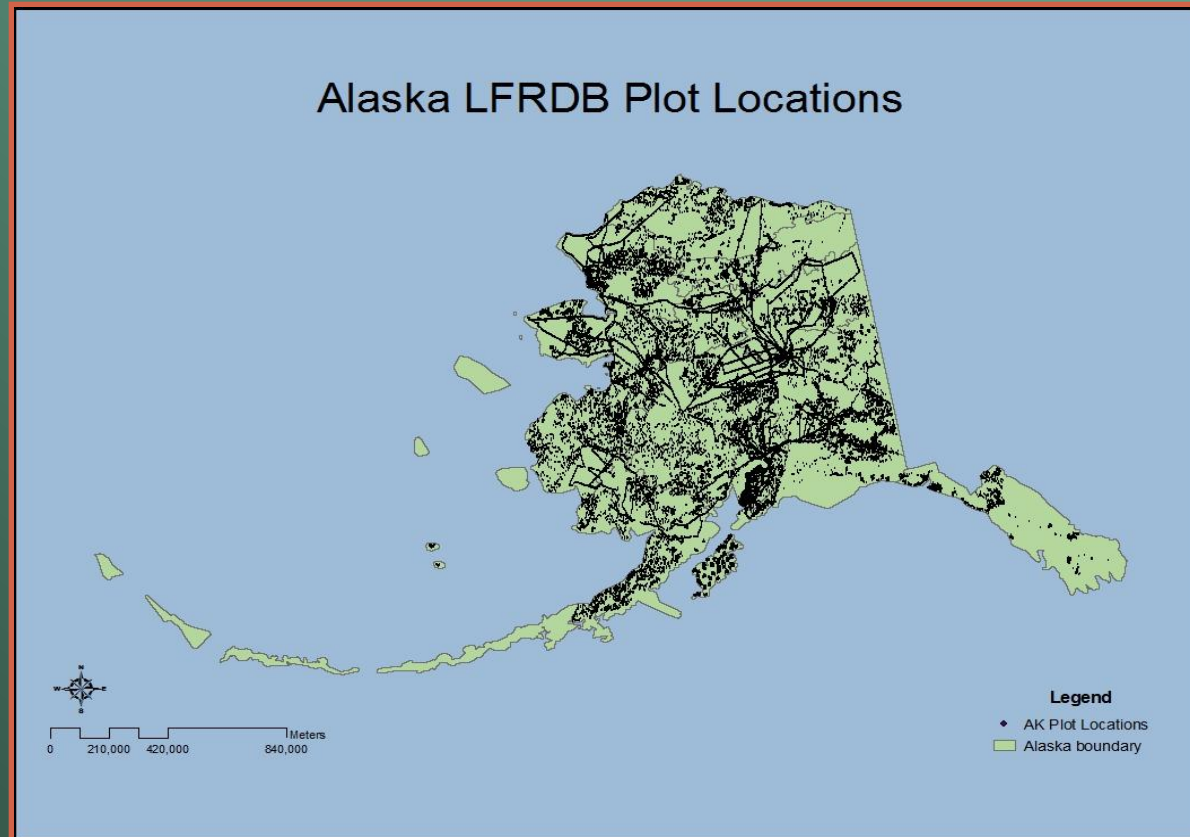 Alaska LFRDB Plot Locations
N
W E
S
Meters
0 210,000 420,000 840,000
Legend
AK Plot Locations
Alaska boundary